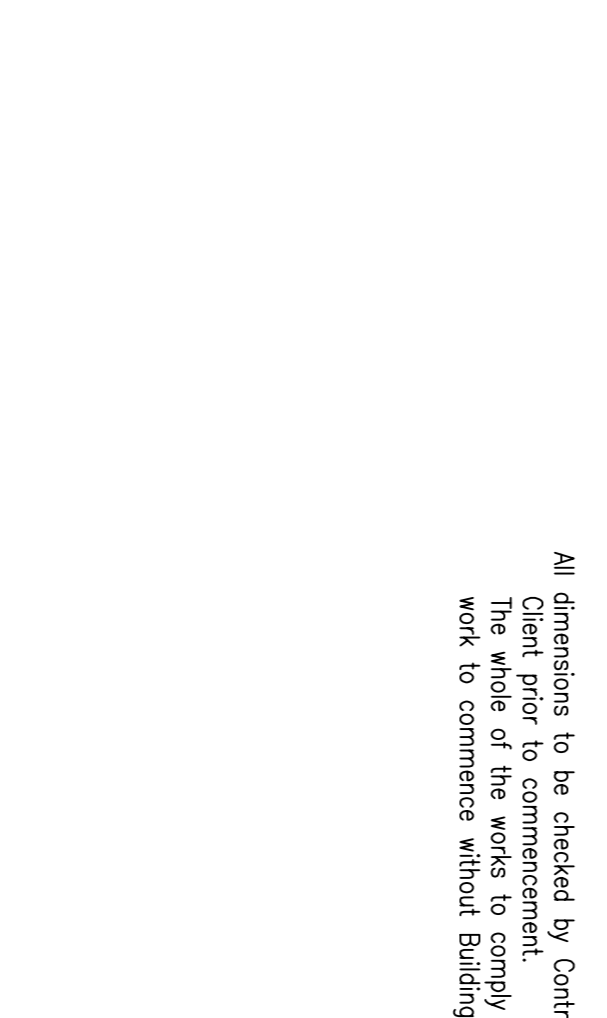 All dimensions to be checked by Contr
Client prior to commencement.
The whole of the works to comply
work to commence without Building